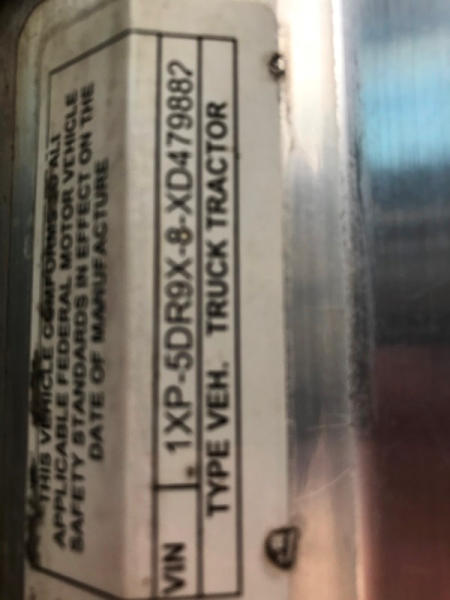 THIS VEHICLE CONFORMS TO ALL
APPLICABLE FEDERAL MOTOR VEHICLE
SAFETY STANDARDS IN EFFECT ON THE
DATE OF MANUFACTURE
VIN 1XP-5DR9X-8-XD479882
TYPE VEH. TRUCK TRACTOR